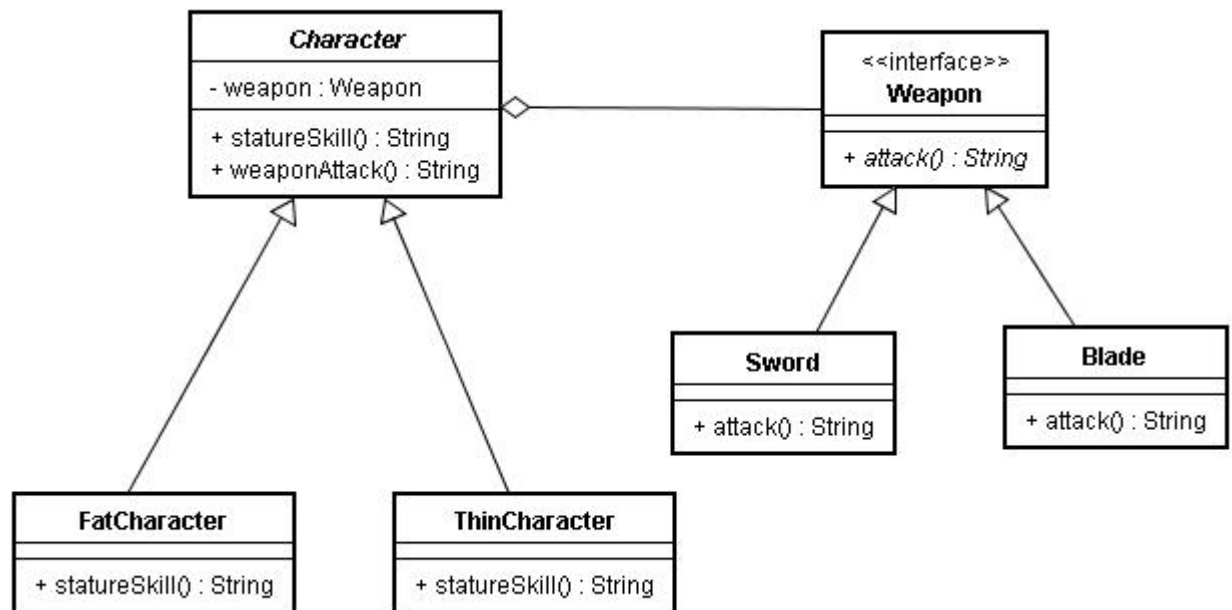 Character
- weapon : Weapon
+ statureSkill() : String
+ weaponAttack() : String
<<interface>>
Weapon
+ attack() : String
Sword
+ attack() : String
Blade
+ attack() : String
FatCharacter
+ statureSkill() : String
ThinCharacter
+ statureSkill() : String